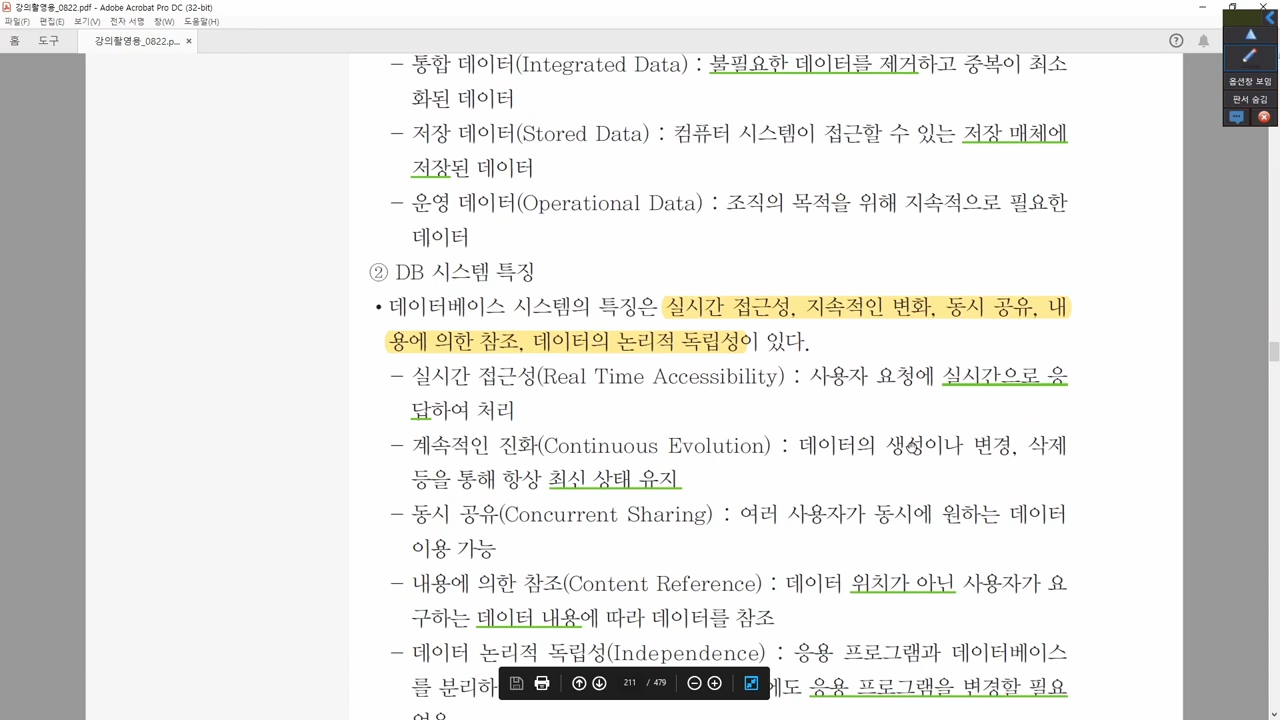 강의촬영용_0822.pdf - Adobe Acrobat Pro DC (32-bit)
파일(F) 편집(E) 보기(V) 전자 서명 창(W) 도움말(H)
홈 도구 강의촬영용_0822.p... ×
옵션창 보임
판서 숨김
– 통합 데이터(Integrated Data) : 불필요한 데이터를 제거하고 중복이 최소
화된 데이터
– 저장 데이터(Stored Data) : 컴퓨터 시스템이 접근할 수 있는 저장 매체에
저장된 데이터
– 운영 데이터(Operational Data) : 조직의 목적을 위해 지속적으로 필요한
데이터
② DB 시스템 특징
• 데이터베이스 시스템의 특징은 실시간 접근성, 지속적인 변화, 동시 공유, 내
용에 의한 참조, 데이터의 논리적 독립성이 있다.
– 실시간 접근성(Real Time Accessibility) : 사용자 요청에 실시간으로 응
답하여 처리
– 계속적인 진화(Continuous Evolution) : 데이터의 생성이나 변경, 삭제
등을 통해 항상 최신 상태 유지
– 동시 공유(Concurrent Sharing) : 여러 사용자가 동시에 원하는 데이터
이용 가능
– 내용에 의한 참조(Content Reference) : 데이터 위치가 아닌 사용자가 요
구하는 데이터 내용에 따라 데이터를 참조
– 데이터 논리적 독립성(Independence) : 응용 프로그램과 데이터베이스
를 분리하 에도 응용 프로그램을 변경할 필요
211 / 479